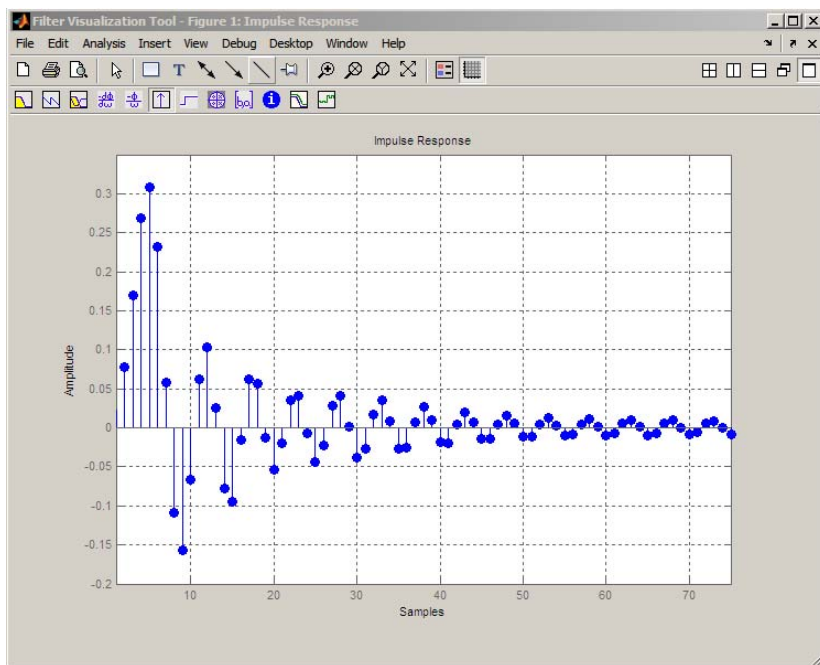 Filter Visualization Tool - Figure 1: Impulse Response
File Edit Analysis Insert View Debug Desktop Window Help
T
[b,a]
i
Impulse Response
Amplitude
0.3
0.25
0.2
0.15
0.1
0.05
0
-0.05
-0.1
-0.15
-0.2
10 20 30 40 50 60 70
Samples